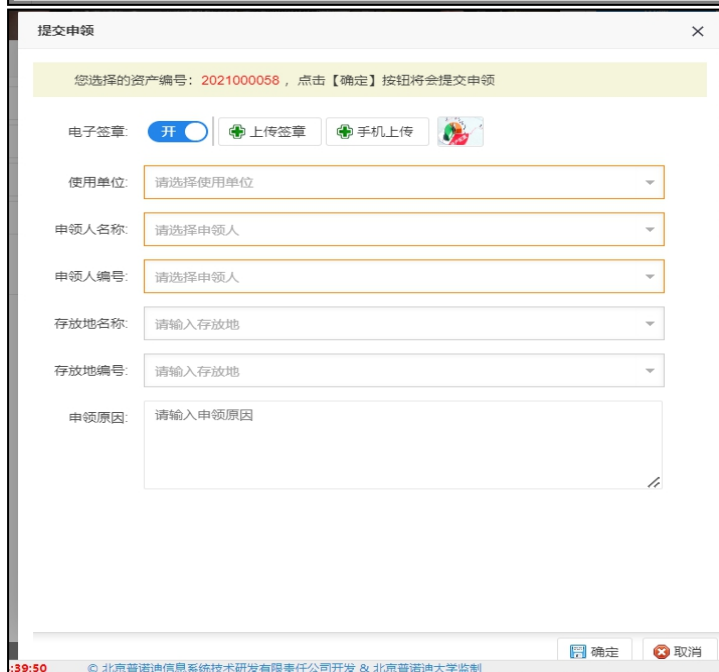 提交申领
您选择的资产编号：2021000058，点击【确定】按钮将会提交申领
电子签章: 开 上传签章 手机上传
使用单位: 请选择使用单位
申领人名称: 请选择申领人
申领人编号: 请选择申领人
存放地名称: 请输入存放地
存放地编号: 请输入存放地
申领原因: 请输入申领原因
确定 取消
:39:50 © 北京普诺迪信息系统技术研发有限责任公司开发 & 北京普诺迪大学监制